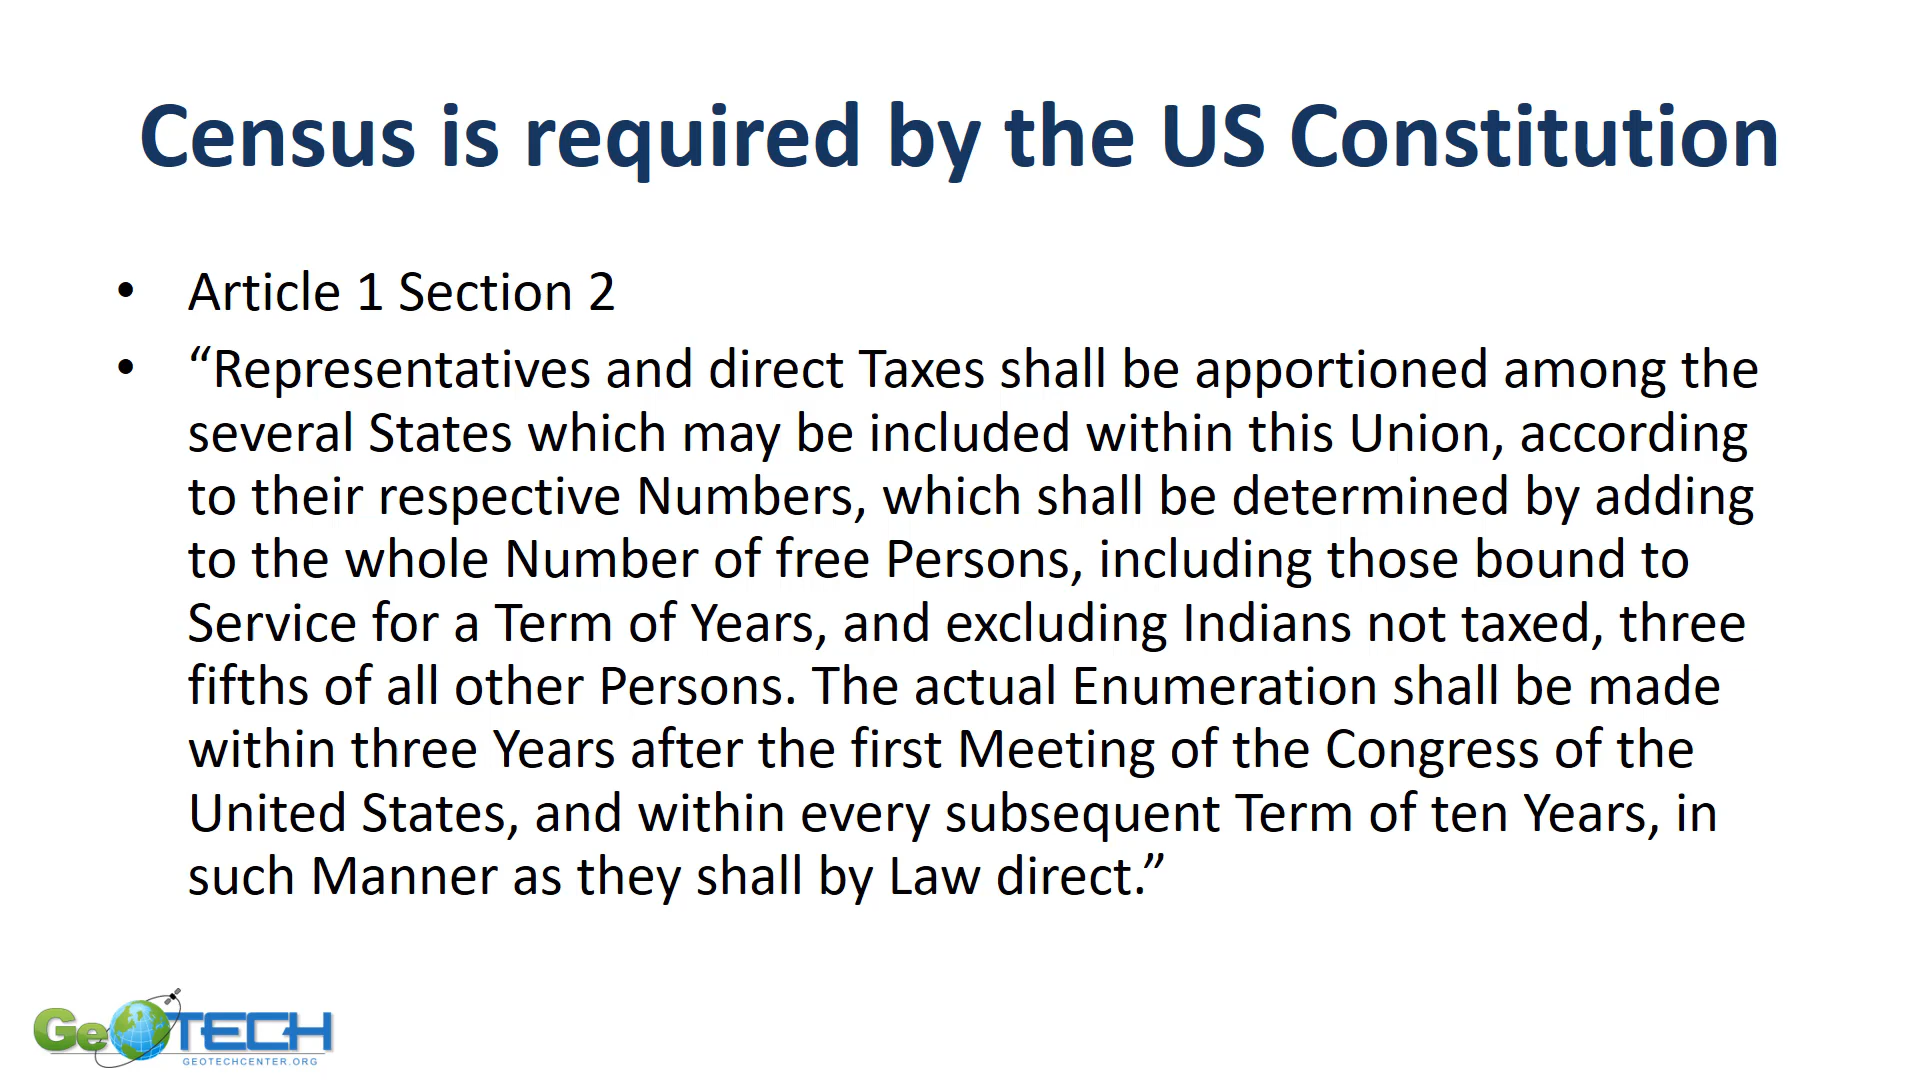 Census is required by the US Constitution
• Article 1 Section 2
• “Representatives and direct Taxes shall be apportioned among the
several States which may be included within this Union, according
to their respective Numbers, which shall be determined by adding
to the whole Number of free Persons, including those bound to
Service for a Term of Years, and excluding Indians not taxed, three
fifths of all other Persons. The actual Enumeration shall be made
within three Years after the first Meeting of the Congress of the
United States, and within every subsequent Term of ten Years, in
such Manner as they shall by Law direct.”
GeoTECH
GEOTECHCENTER.ORG